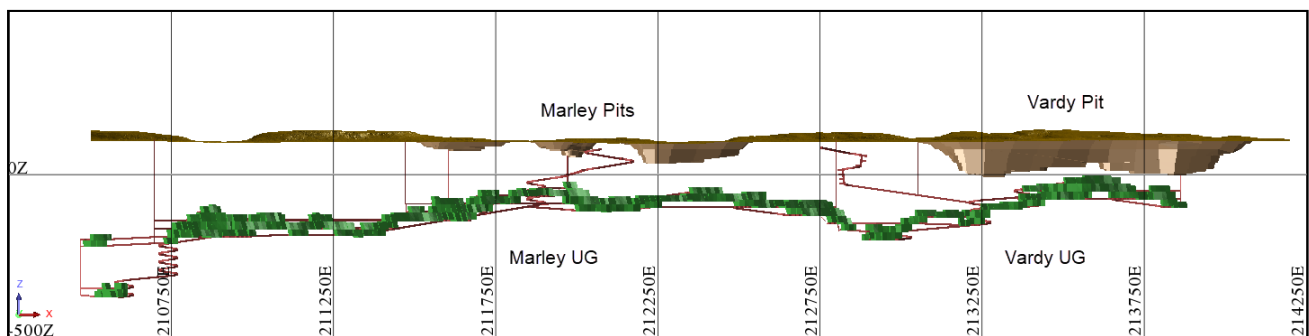 Marley Pits
Vardy Pit
0Z
Marley UG
Vardy UG
210750E
211250E
211750E
212250E
212750E
213250E
213750E
214250E
z
x
-500Z